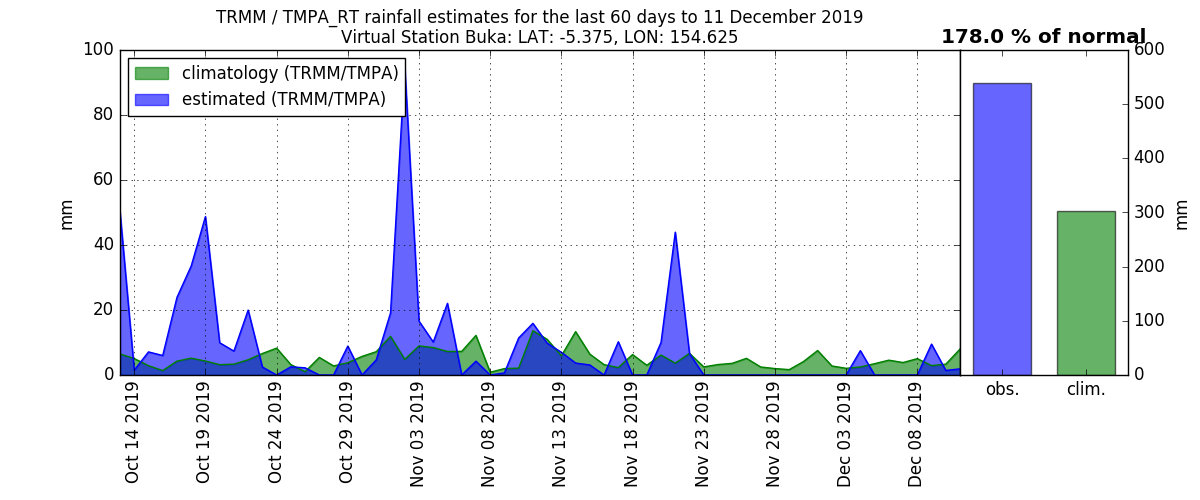 TRMM / TMPA_RT rainfall estimates for the last 60 days to 11 December 2019
Virtual Station Buka: LAT: -5.375, LON: 154.625
178.0 % of normal
climatology (TRMM/TMPA)
estimated (TRMM/TMPA)
100
80
60
40
20
0
mm
600
500
400
300
200
100
0
mm
obs.
clim.
Oct 14 2019
Oct 19 2019
Oct 24 2019
Oct 29 2019
Nov 03 2019
Nov 08 2019
Nov 13 2019
Nov 18 2019
Nov 23 2019
Nov 28 2019
Dec 03 2019
Dec 08 2019